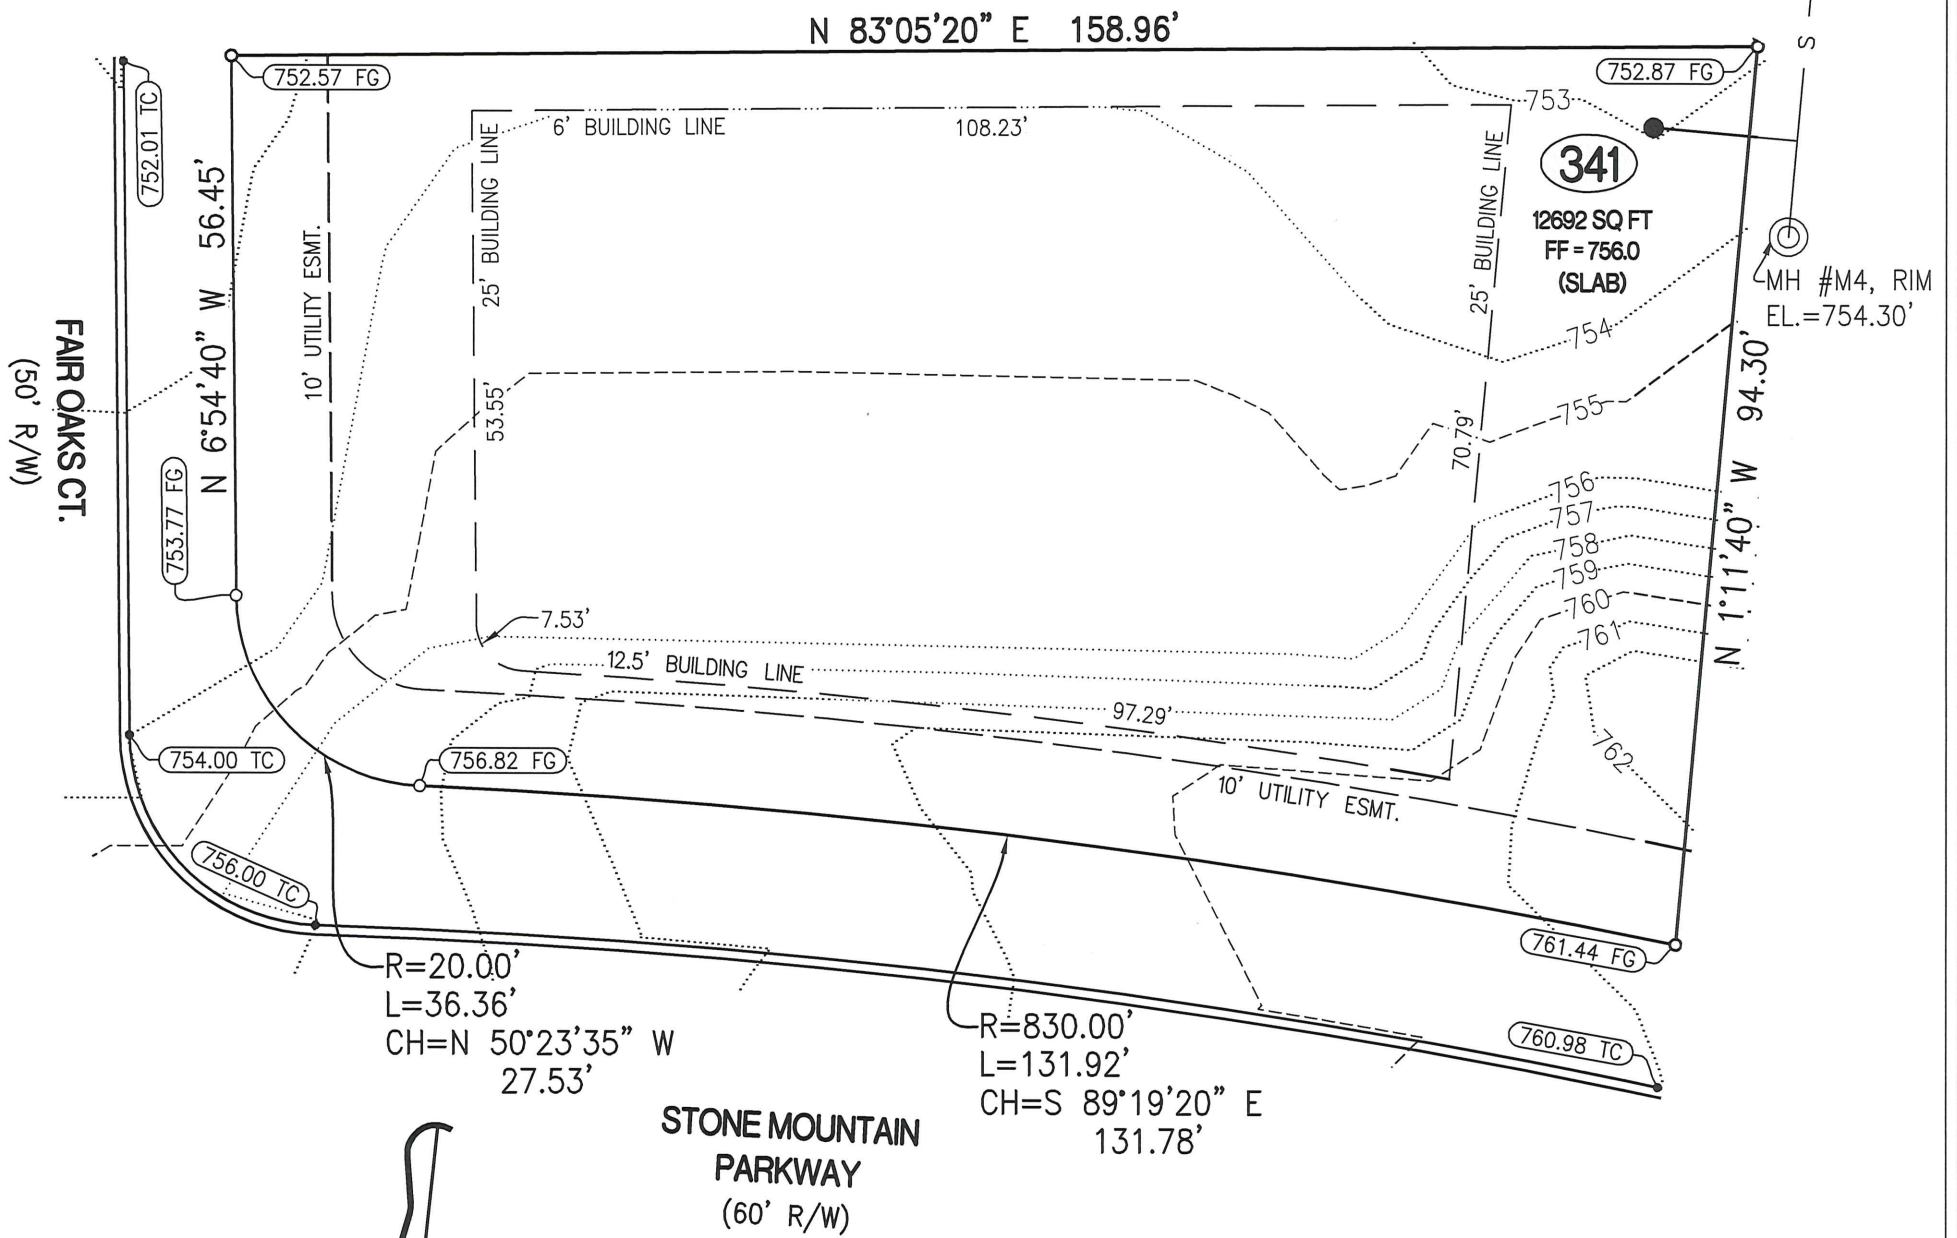 N 83°05'20" E 158.96'
S
752.57 FG
752.87 FG
752.01 TC
753
6' BUILDING LINE
108.23'
25' BUILDING LINE
25' BUILDING LINE
341
12692 SQ FT
FF = 756.0
(SLAB)
N 6°54'40" W 56.45'
10' UTILITY ESMT.
MH #M4, RIM
EL.=754.30'
754
FAIR OAKS CT.
(50' R/W)
53.55'
70.79'
755
N 1°11'40" W 94.30'
753.77 FG
756
757
758
759
760
761
762
7.53'
12.5' BUILDING LINE
97.29'
754.00 TC
756.82 FG
10' UTILITY ESMT.
756.00 TC
761.44 FG
760.98 TC
R=20.00'
L=36.36'
CH=N 50°23'35" W
27.53'
R=830.00'
L=131.92'
CH=S 89°19'20" E
131.78'
STONE MOUNTAIN
PARKWAY
(60' R/W)